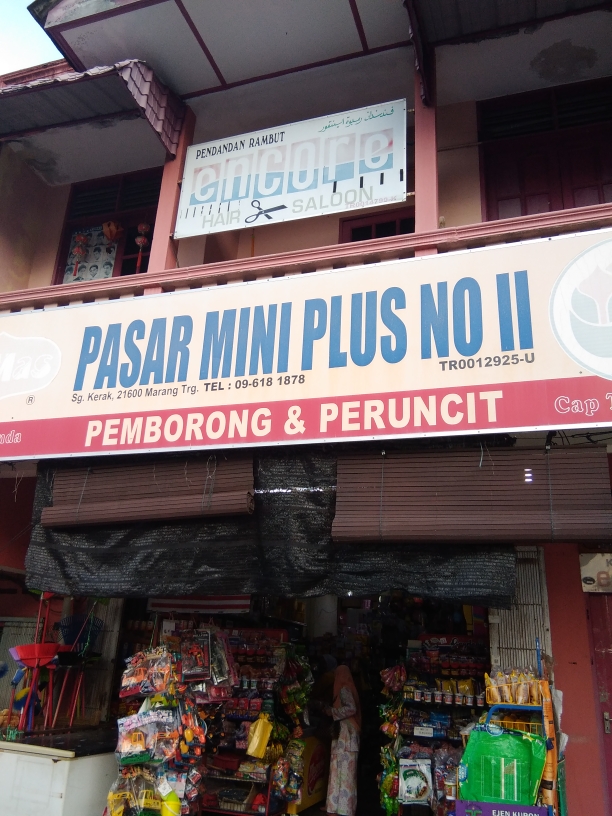 PENDANDAN RAMBUT
encore
HAIR SALOON
PASAR MINI PLUS NO II
Sg. Kerak, 21600 Marang Trg. TEL : 09-618 1878
TR0012925-U
PEMBORONG & PERUNCIT
Cap
EJEN KUPON